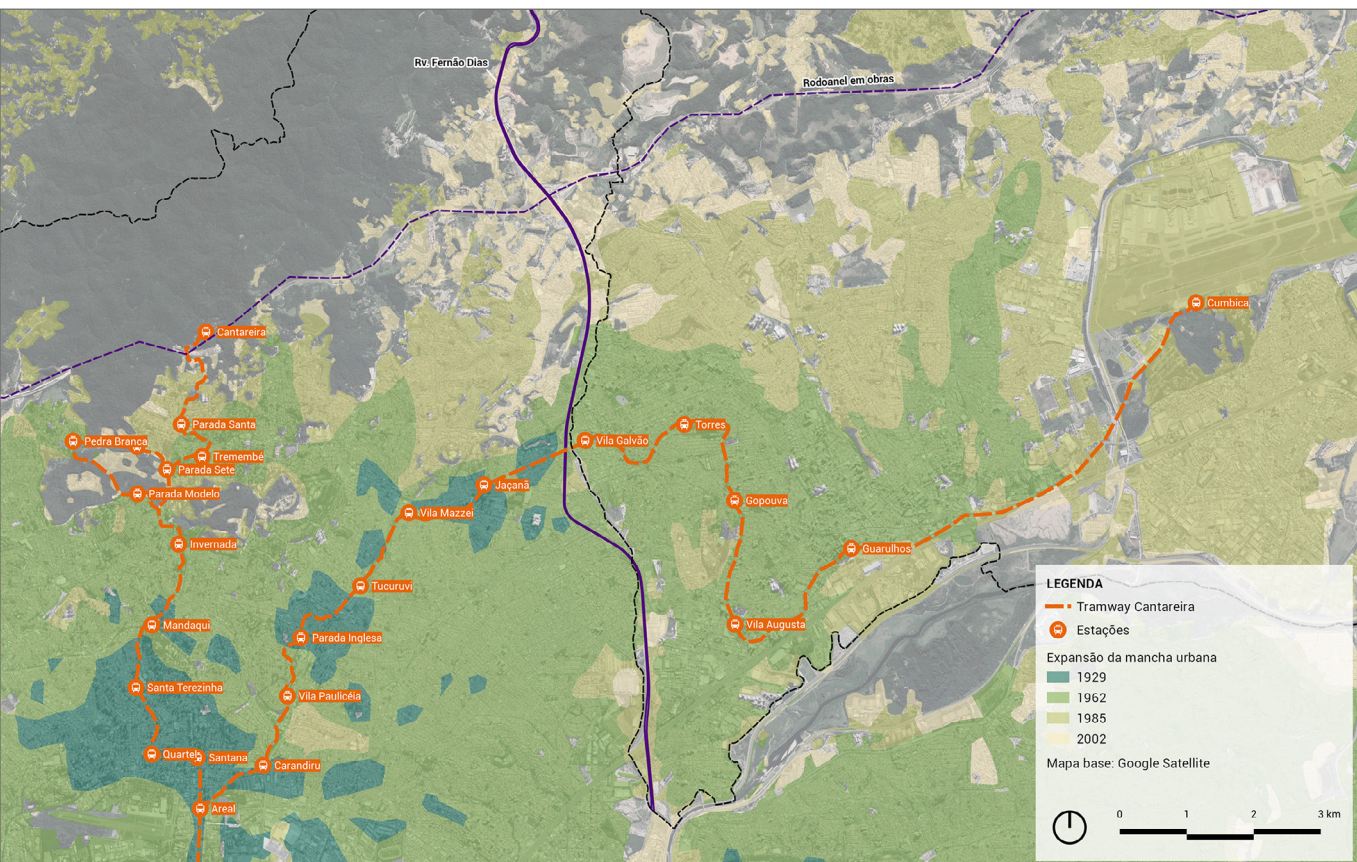 Rv. Fernão Dias
Rodoanel em obras
Cumbica
Cantareira
Parada Santa
Torres
Pedra Branca
Vila Galvão
Tremembé
Parada Sete
Jaçanã
Parada Modelo
Gopouva
Vila Mazzei
Invernada
Guarulhos
Tucuruvi
Mandaqui
Vila Augusta
Parada Inglesa
Santa Terezinha
Vila Paulicéia
Quartel
Santana
Carandiru
Areal
LEGENDA
Tramway Cantareira
Estações
Expansão da mancha urbana
1929
1962
1985
2002
Mapa base: Google Satellite
0 1 2 3 km